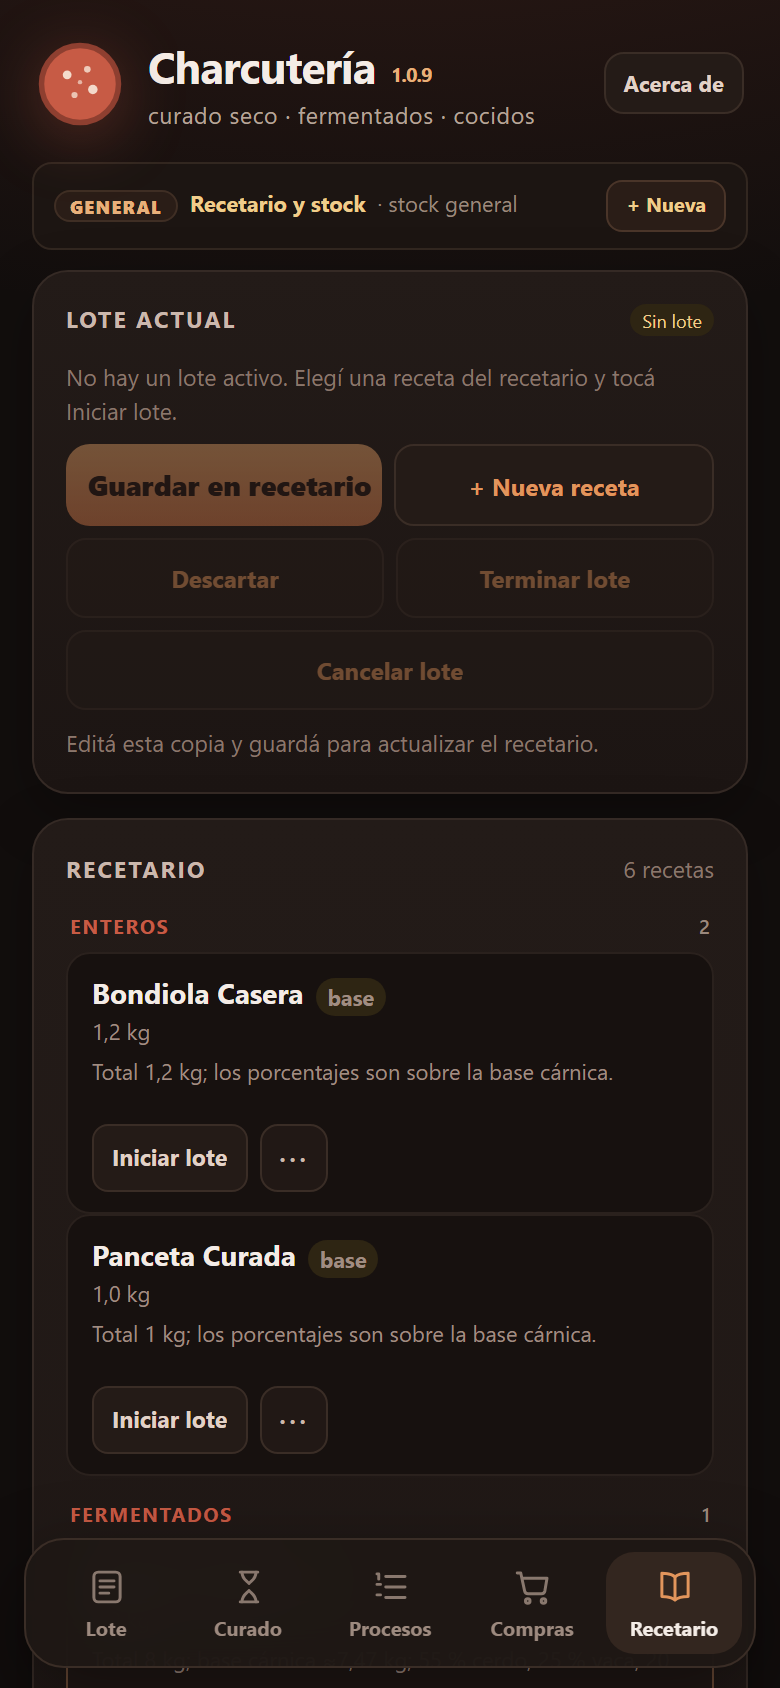 Charcutería 1.0.9
curado seco · fermentados · cocidos
Acerca de
GENERAL Recetario y stock · stock general
+ Nueva
LOTE ACTUAL
Sin lote
No hay un lote activo. Elegí una receta del recetario y tocá
Iniciar lote.
Guardar en recetario
+ Nueva receta
Descartar
Terminar lote
Cancelar lote
Editá esta copia y guardá para actualizar el recetario.
RECETARIO
6 recetas
ENTEROS
2
Bondiola Casera base
1,2 kg
Total 1,2 kg; los porcentajes son sobre la base cárnica.
Iniciar lote
...
Panceta Curada base
1,0 kg
Total 1 kg; los porcentajes son sobre la base cárnica.
Iniciar lote
...
FERMENTADOS
1
Lote
Curado
Procesos
Compras
Recetario